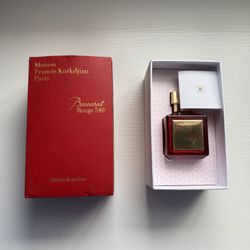 Maison
Francis Kurkdjian
Paris
Baccarat
Rouge 540
Extrait de parfum